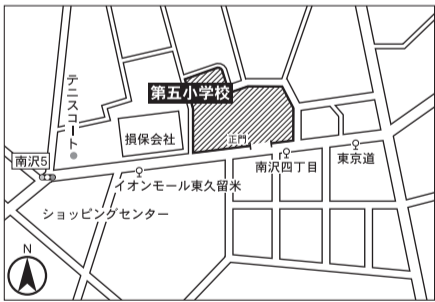 第五小学校
テニスコート
損保会社
正門
南沢5
南沢四丁目
東京道
イオンモール東久留米
ショッピングセンター
N